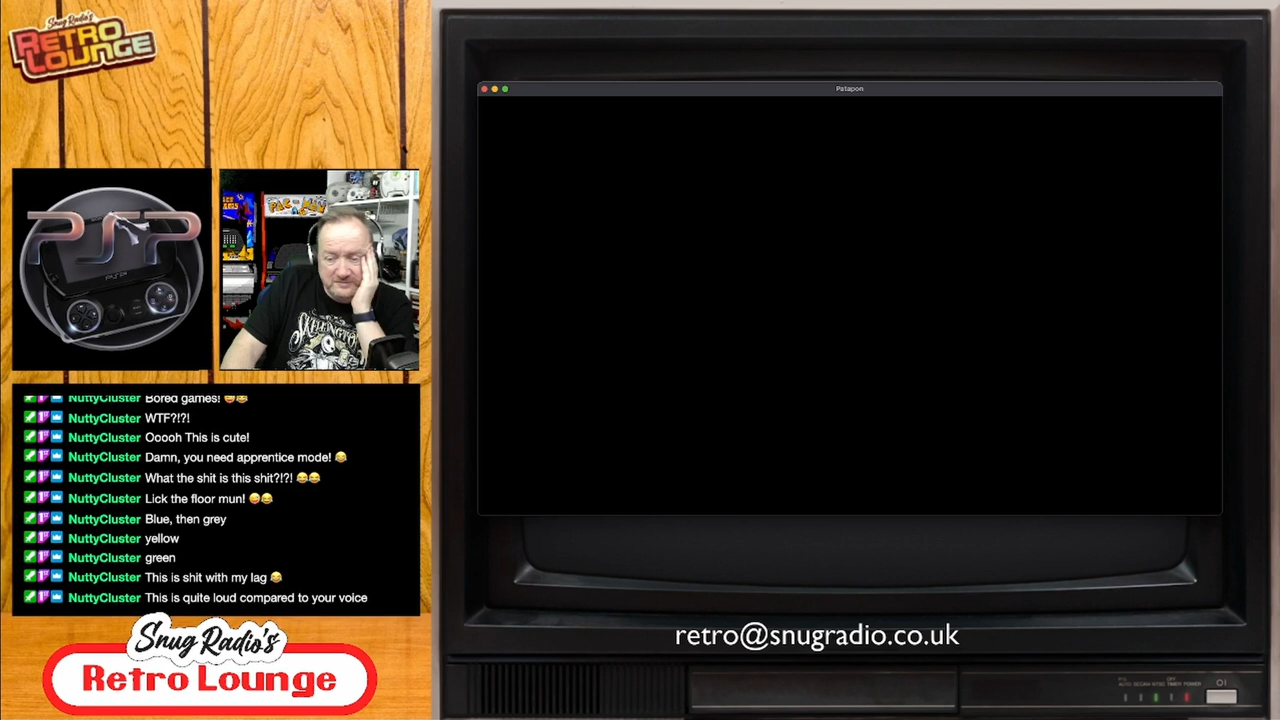 Snug Radio's
RETRO
LOUNGE
Patapon
PSP
PAC-MAN
SKELLINGTON
NuttyCluster Bored games! 😜😂
NuttyCluster WTF?!?!
NuttyCluster Ooooh This is cute!
NuttyCluster Damn, you need apprentice mode! 😂
NuttyCluster What the shit is this shit?!?! 😂😂
NuttyCluster Lick the floor mun! 😜😂
NuttyCluster Blue, then grey
NuttyCluster yellow
NuttyCluster green
NuttyCluster This is shit with my lag 😂
NuttyCluster This is quite loud compared to your voice
Snug Radio's
Retro Lounge
retro@snugradio.co.uk
TIMER POWER